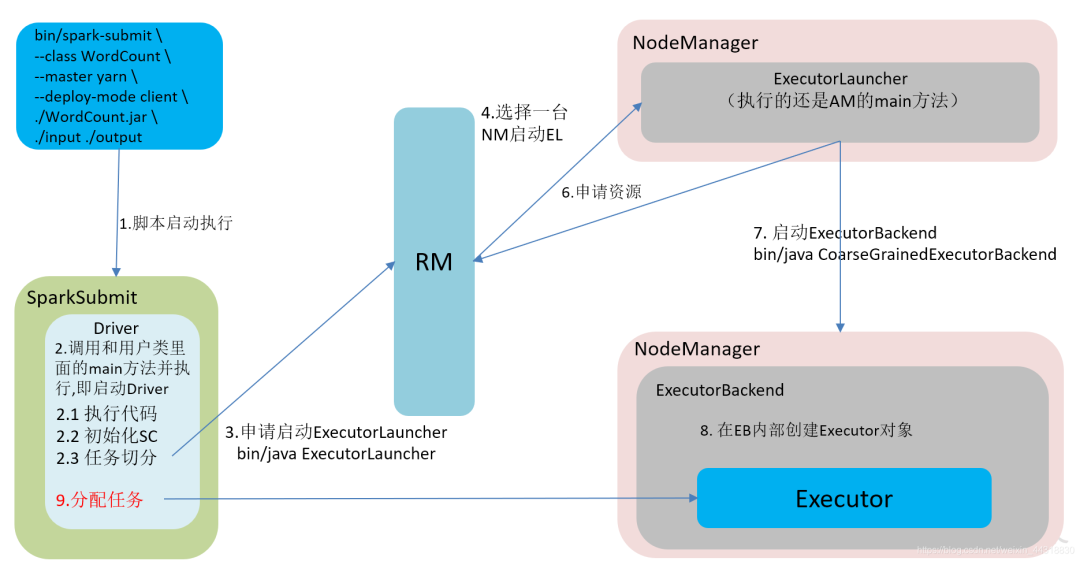 bin/spark-submit \
--class WordCount \
--master yarn \
--deploy-mode client \
./WordCount.jar \
./input ./output
1.脚本启动执行
SparkSubmit
Driver
2.调用和用户类里
面的main方法并执
行,即启动Driver
2.1 执行代码
2.2 初始化SC
2.3 任务切分
9.分配任务
3.申请启动ExecutorLauncher
bin/java ExecutorLauncher
RM
4.选择一台
NM启动EL
6.申请资源
NodeManager
ExecutorLauncher
（执行的还是AM的main方法）
7. 启动ExecutorBackend
bin/java CoarseGrainedExecutorBackend
NodeManager
ExecutorBackend
8. 在EB内部创建Executor对象
Executor